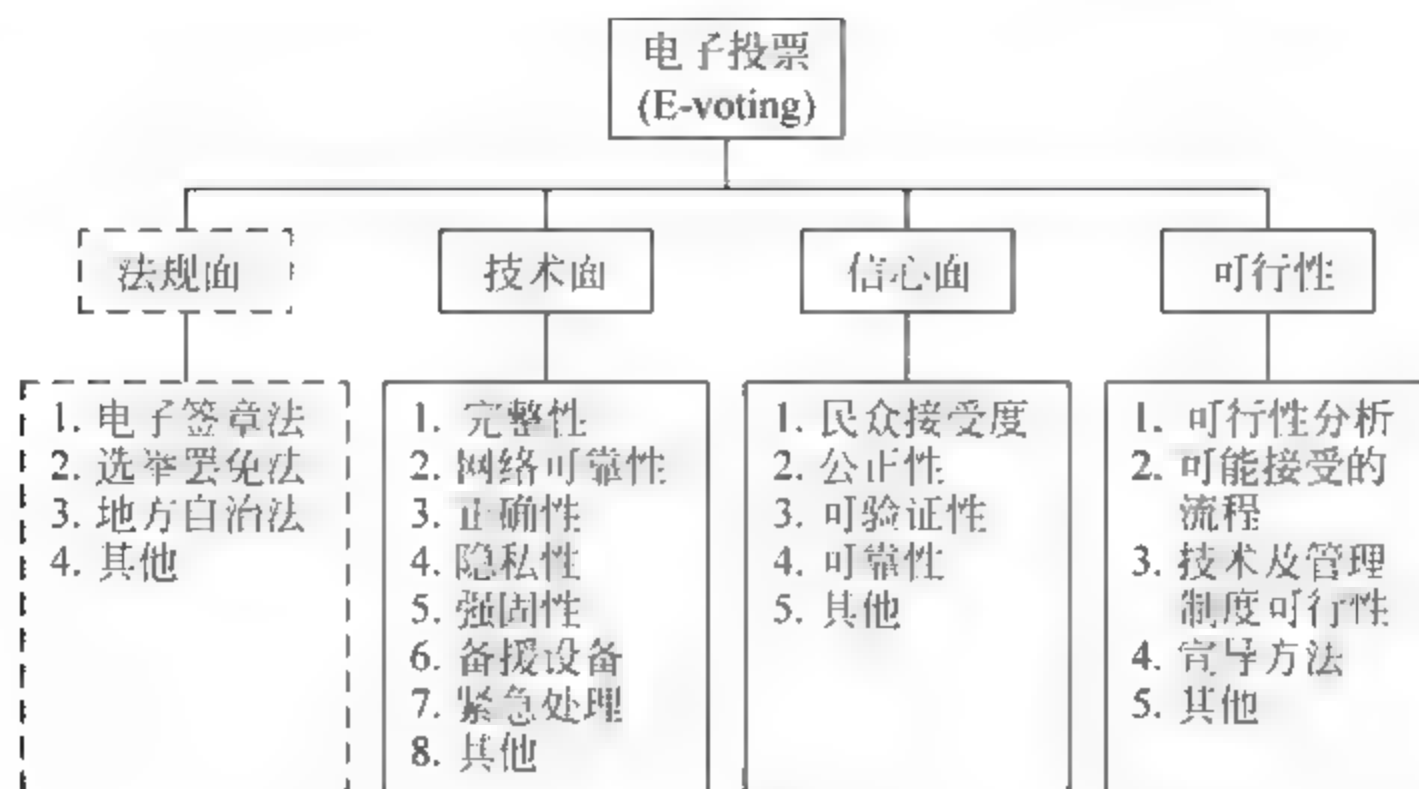 电子投票
(E-voting)
法规面
技术面
信心面
可行性
1. 电子签章法
2. 选举罢免法
3. 地方自治法
4. 其他
1. 完整性
2. 网络可靠性
3. 正确性
4. 隐私性
5. 强固性
6. 备援设备
7. 紧急处理
8. 其他
1. 民众接受度
2. 公正性
3. 可验证性
4. 可靠性
5. 其他
1. 可行性分析
2. 可能接受的
流程
3. 技术及管理
制度可行性
4. 宣导方法
5. 其他